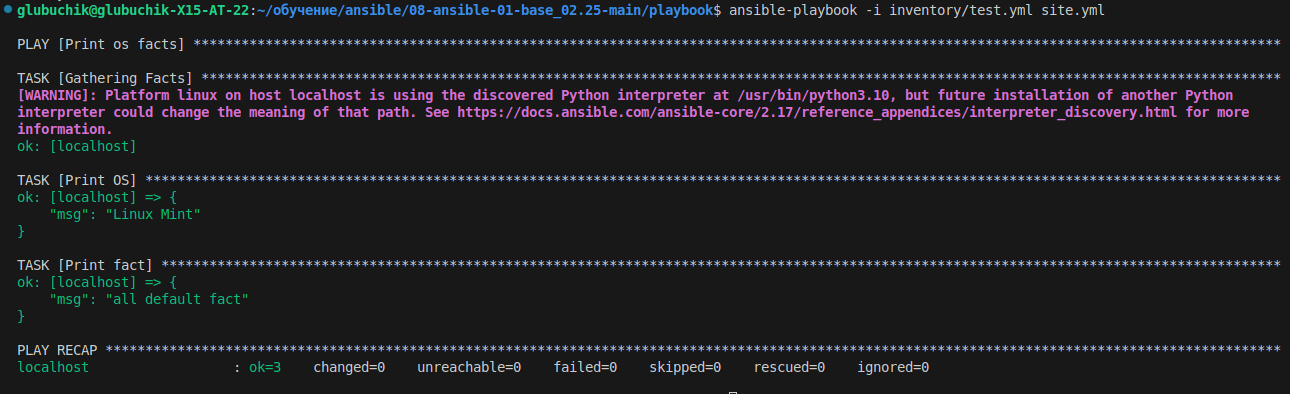 glubuchik@glubuchik-X15-AT-22:~/обучение/ansible/08-ansible-01-base_02.25-main/playbook$ ansible-playbook -i inventory/test.yml site.yml
PLAY [Print os facts] ****************************************************************************************************************************************
TASK [Gathering Facts] ***************************************************************************************************************************************
[WARNING]: Platform linux on host localhost is using the discovered Python interpreter at /usr/bin/python3.10, but future installation of another Python
interpreter could change the meaning of that path. See https://docs.ansible.com/ansible-core/2.17/reference_appendices/interpreter_discovery.html for more
information.
ok: [localhost]
TASK [Print OS] **********************************************************************************************************************************************
ok: [localhost] => {
    "msg": "Linux Mint"
}
TASK [Print fact] ********************************************************************************************************************************************
ok: [localhost] => {
    "msg": "all default fact"
}
PLAY RECAP ***************************************************************************************************************************************************
localhost                  : ok=3    changed=0    unreachable=0    failed=0    skipped=0    rescued=0    ignored=0